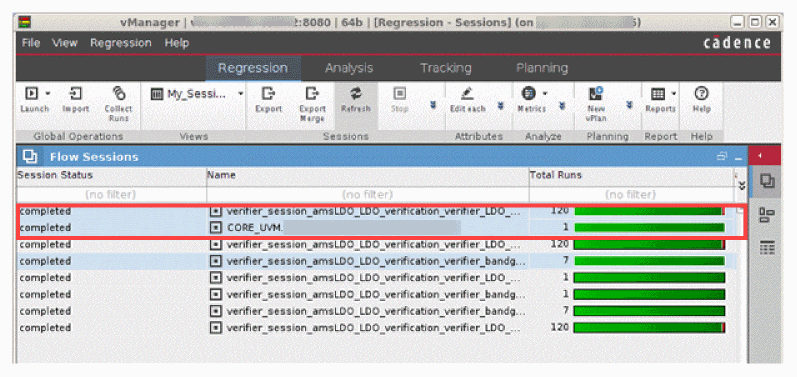 vManager | 2:8080 | 64b | [Regression - Sessions] (on 5)
File View Regression Help
cādence
Regression Analysis Tracking Planning
My_Sessi...
Launch Import Collect Runs Export Export Merge Refresh Stop Edit each Metrics New vPlan Reports Help
Global Operations Views Sessions Attributes Analyze Planning Report Help
Flow Sessions
Session Status Name Total Runs
(no filter) (no filter) (no filter)
completed verifier_session_amsLDO_LDO_verification_verifier_LDO_... 120
completed CORE_UVM. 1
completed verifier_session_amsLDO_LDO_verification_verifier_LDO_... 120
completed verifier_session_amsLDO_LDO_verification_verifier_bandg... 7
completed verifier_session_amsLDO_LDO_verification_verifier_LDO_... 1
completed verifier_session_amsLDO_LDO_verification_verifier_bandg... 1
completed verifier_session_amsLDO_LDO_verification_verifier_bandg... 7
completed verifier_session_amsLDO_LDO_verification_verifier_LDO_... 120